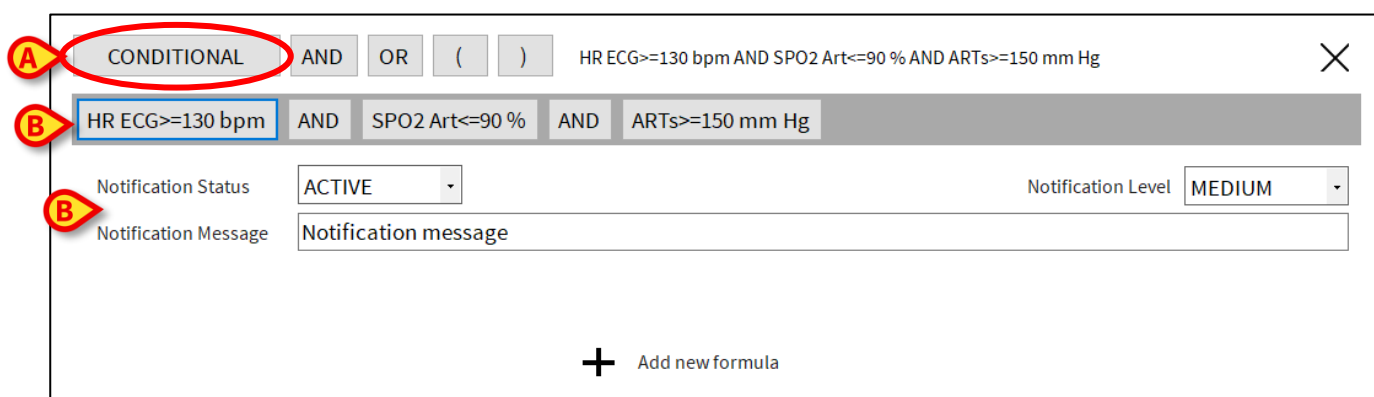 A CONDITIONAL AND OR ( ) HR ECG>=130 bpm AND SPO2 Art<=90 % AND ARTs>=150 mm Hg
B HR ECG>=130 bpm AND SPO2 Art<=90 % AND ARTs>=150 mm Hg
Notification Status ACTIVE Notification Level MEDIUM
B
Notification Message Notification message
Add new formula